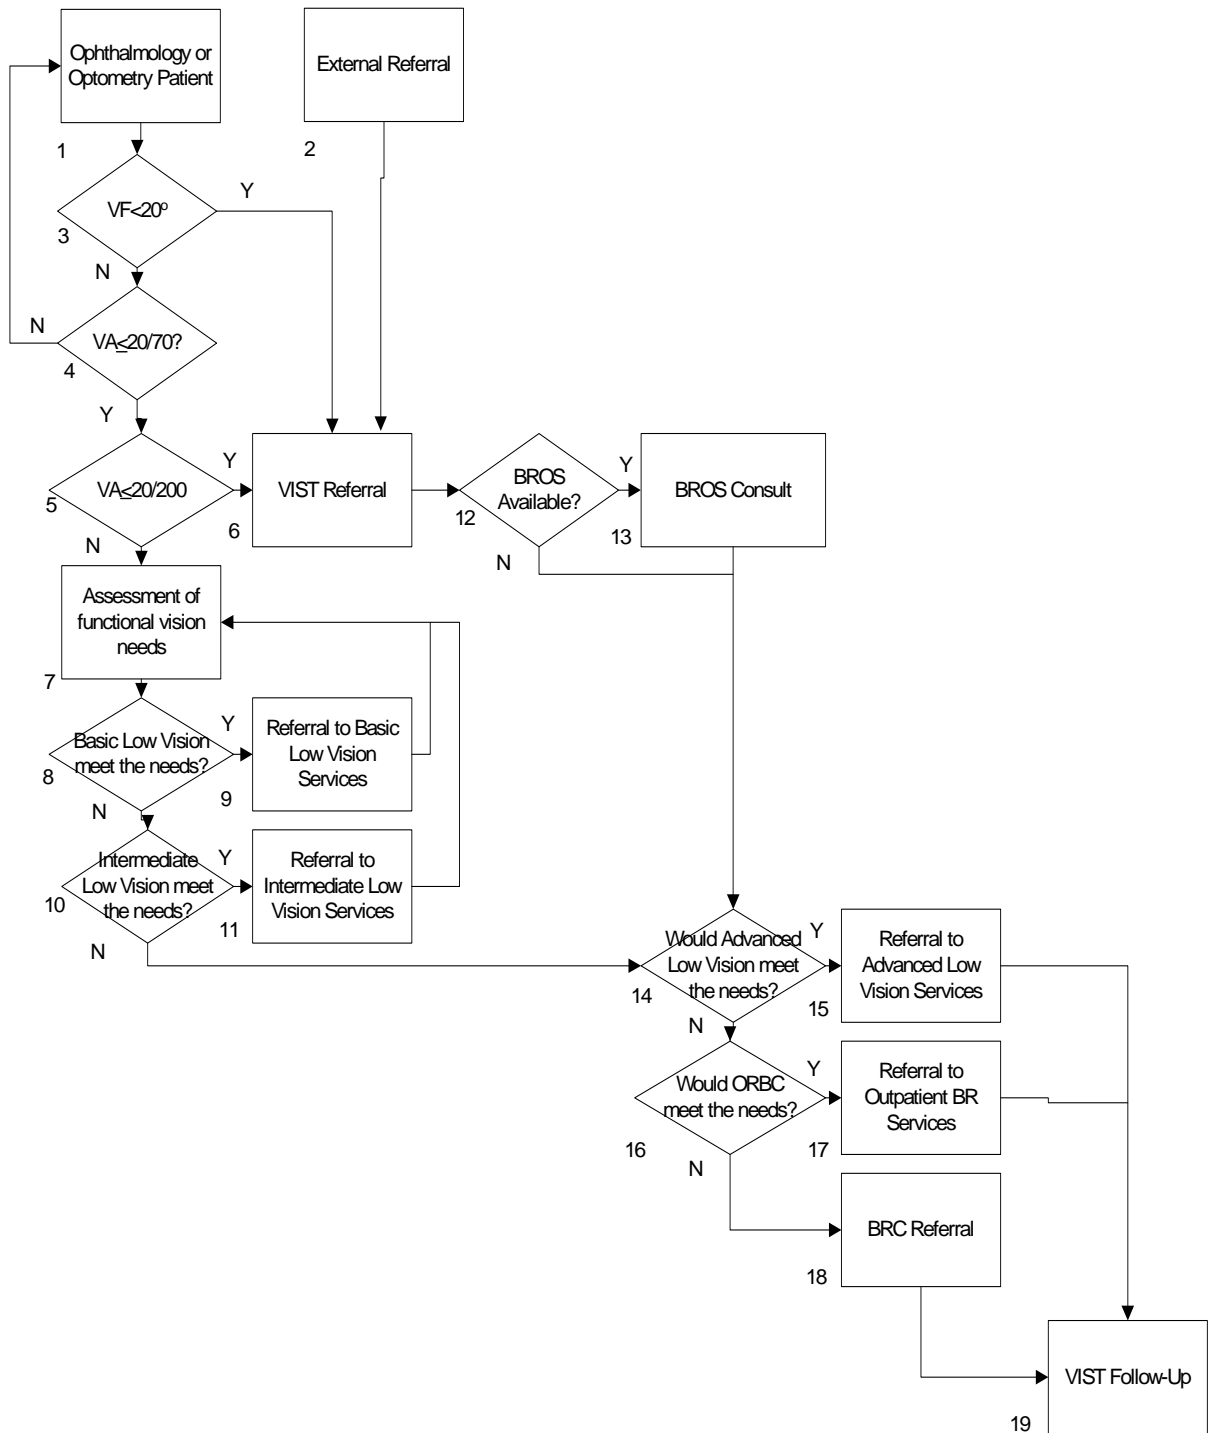 Ophthalmology or
Optometry Patient
1
External Referral
2
VF<20º
3
Y
N
VA≤20/70?
4
N
Y
VA≤20/200
5
Y
N
VIST Referral
6
BROS
Available?
12
Y
N
BROS Consult
13
Assessment of
functional vision
needs
7
Basic Low Vision
meet the needs?
8
Y
N
Referral to Basic
Low Vision
Services
9
Intermediate
Low Vision meet
the needs?
10
Y
N
Referral to
Intermediate Low
Vision Services
11
Would Advanced
Low Vision meet
the needs?
14
Y
N
Referral to
Advanced Low
Vision Services
15
Would ORBC
meet the needs?
16
Y
N
Referral to
Outpatient BR
Services
17
BRC Referral
18
VIST Follow-Up
19